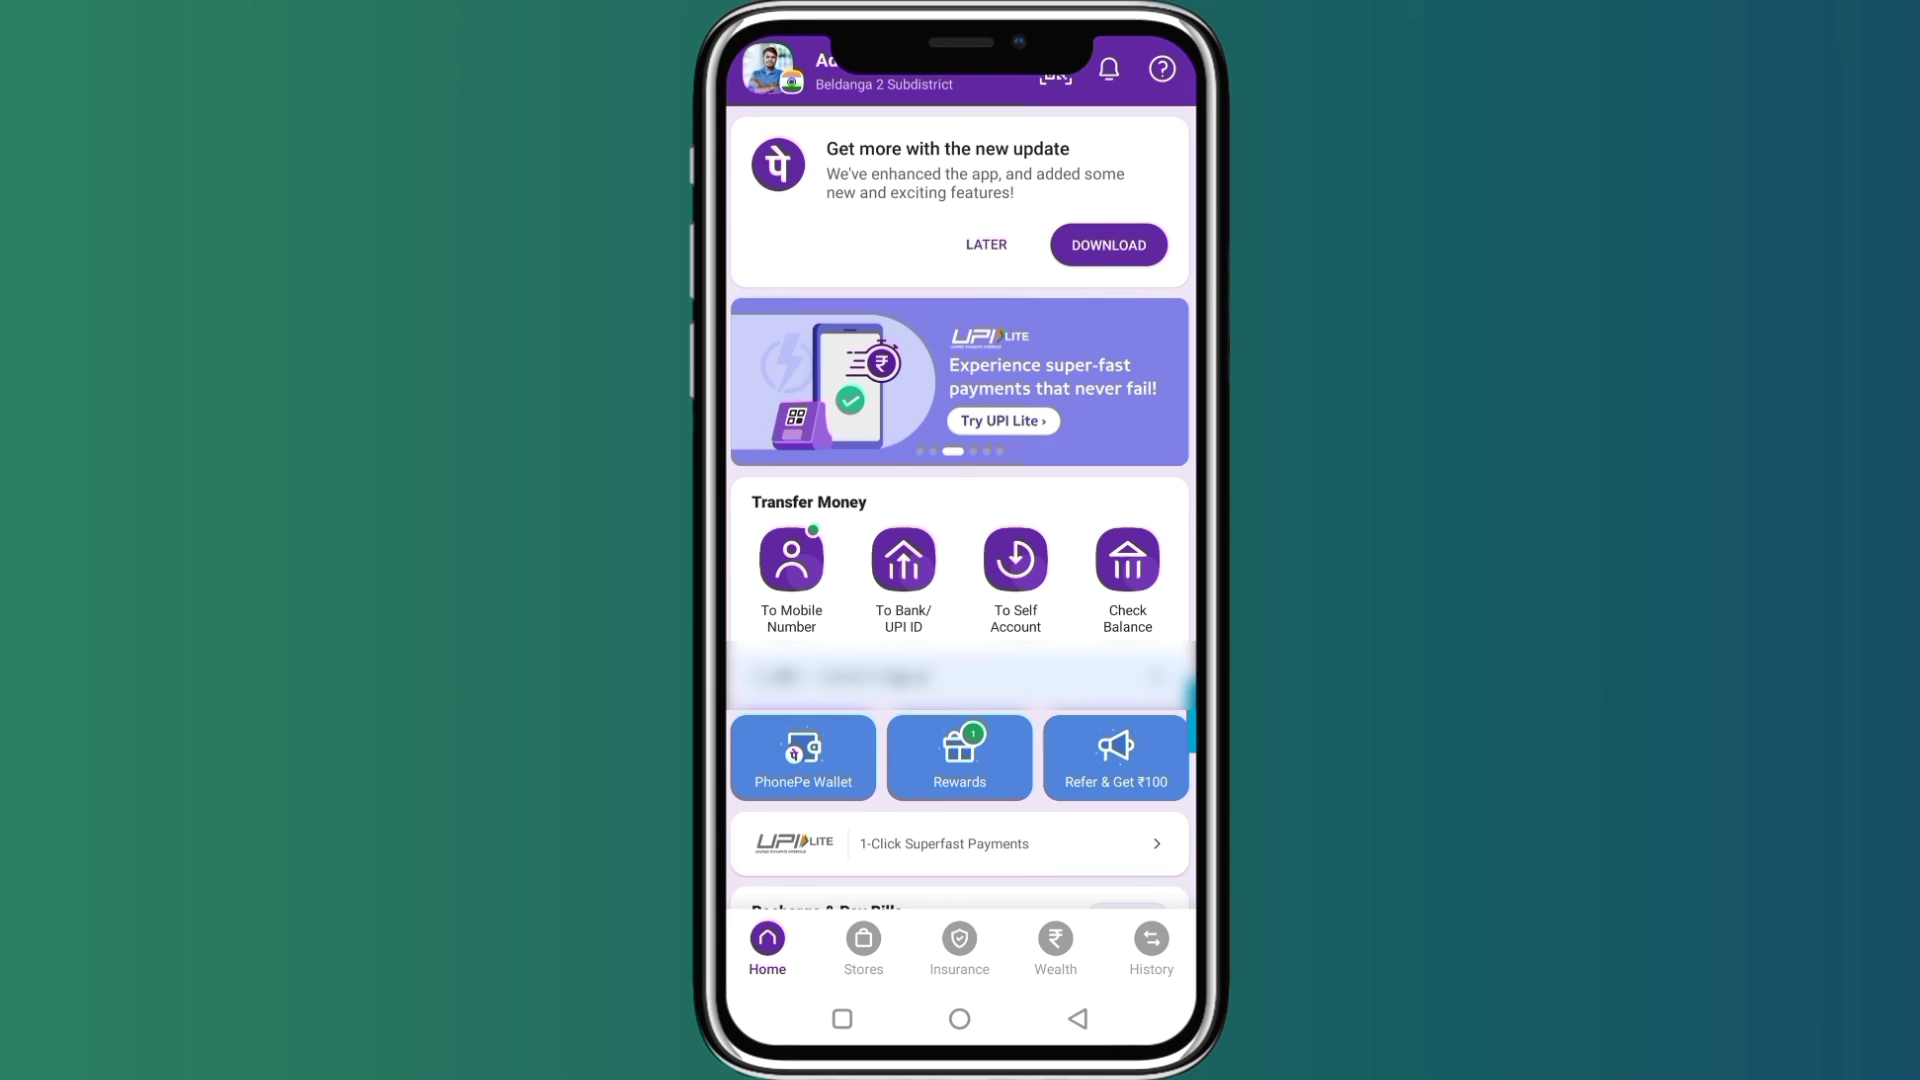 Beldanga 2 Subdistrict
पे
Get more with the new update
We've enhanced the app, and added some
new and exciting features!
LATER
DOWNLOAD
UPI LITE
Experience super-fast
payments that never fail!
Try UPI Lite ›
Transfer Money
To Mobile
Number
To Bank/
UPI ID
To Self
Account
Check
Balance
1
PhonePe Wallet
Rewards
Refer & Get ₹100
UPI LITE
1-Click Superfast Payments
Home
Stores
Insurance
Wealth
History